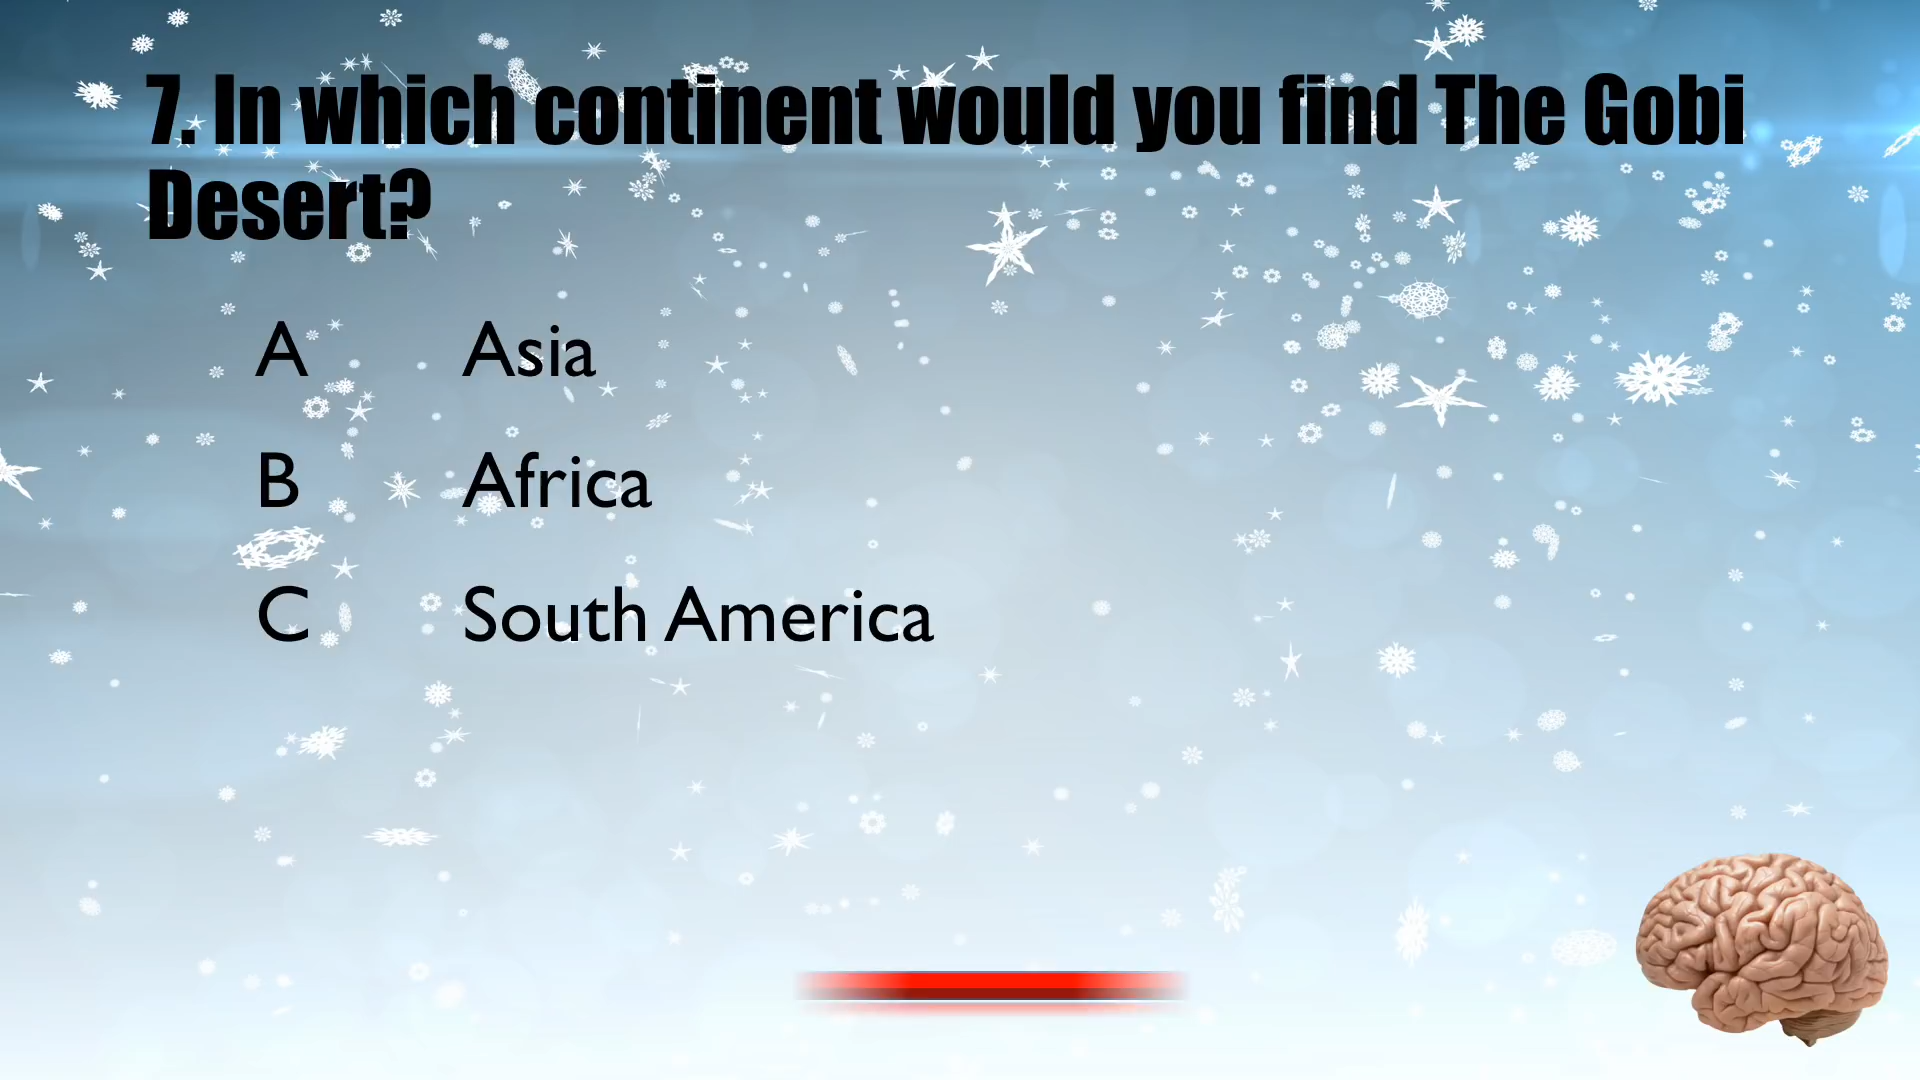 7. In which continent would you find The Gobi
Desert?
A Asia
B Africa
C South America